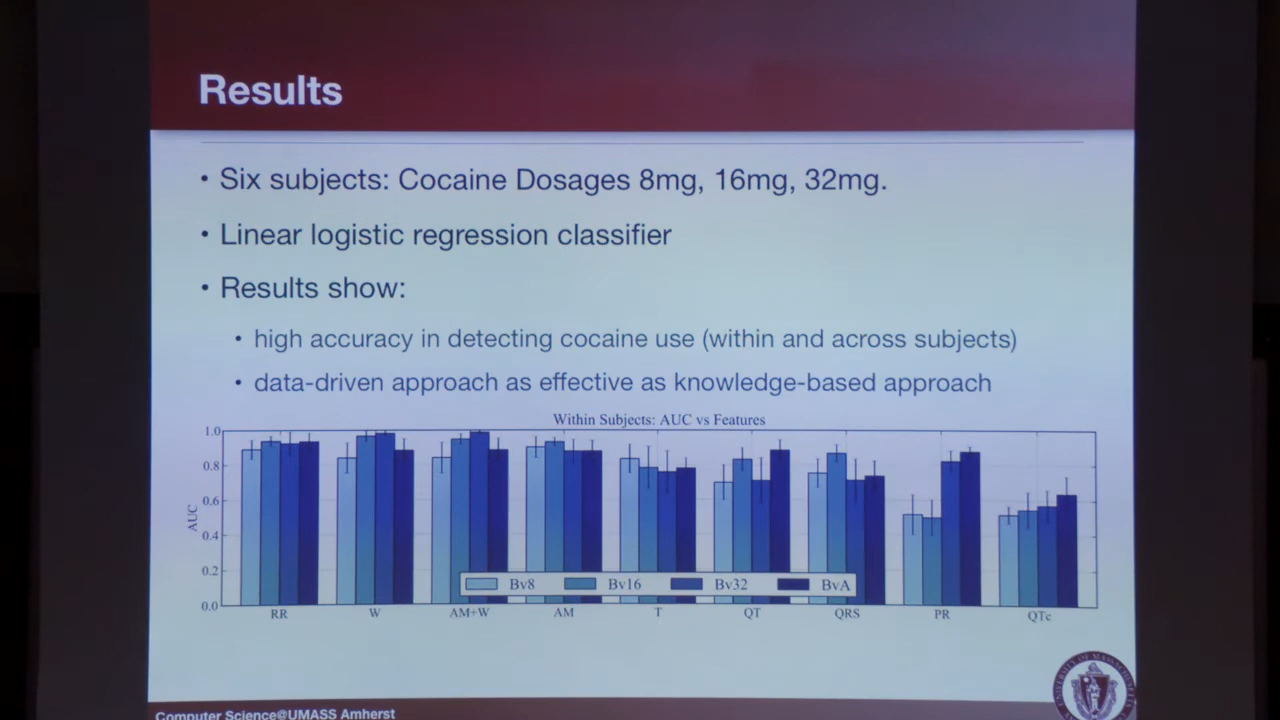 Results
• Six subjects: Cocaine Dosages 8mg, 16mg, 32mg.
• Linear logistic regression classifier
• Results show:
• high accuracy in detecting cocaine use (within and across subjects)
• data-driven approach as effective as knowledge-based approach
Within Subjects: AUC vs Features
1.0
0.8
0.6
0.4
0.2
0.0
AUC
Bv8 Bv16 Bv32 BvA
RR W AM+W AM T QT QRS PR QTc
Computer Science@UMASS Amherst